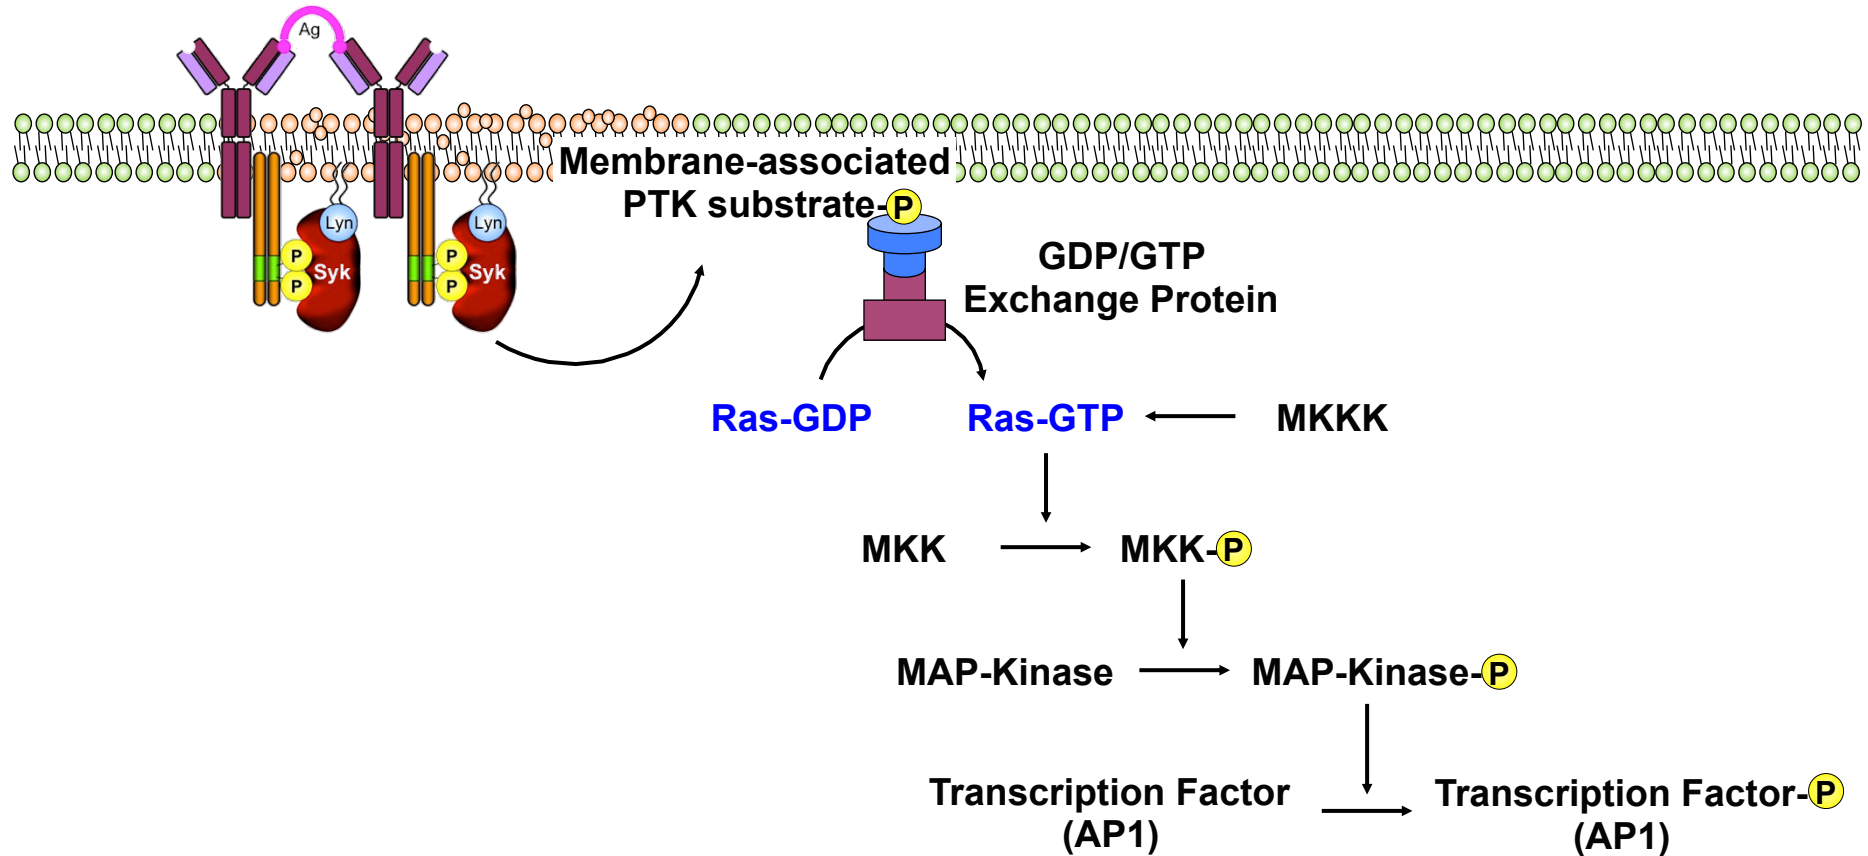 Ag
Membrane-associated
PTK substrate-P
Lyn
Lyn
P
Syk
P
P
Syk
P
GDP/GTP
Exchange Protein
Ras-GDP
Ras-GTP
MKKK
MKK
MKK-P
MAP-Kinase
MAP-Kinase-P
Transcription Factor
(AP1)
Transcription Factor-P
(AP1)